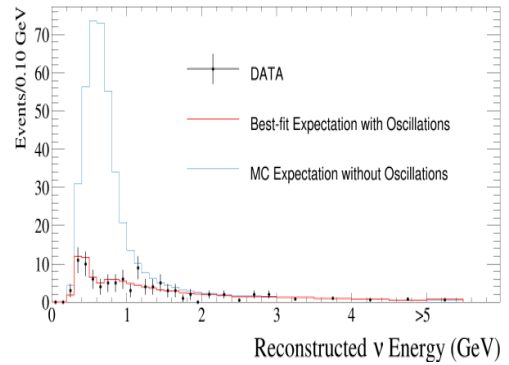 Events/0.10 GeV
70
60
50
40
30
20
10
0
DATA
Best-fit Expectation with Oscillations
MC Expectation without Oscillations
0 1 2 3 4 >5
Reconstructed ν Energy (GeV)